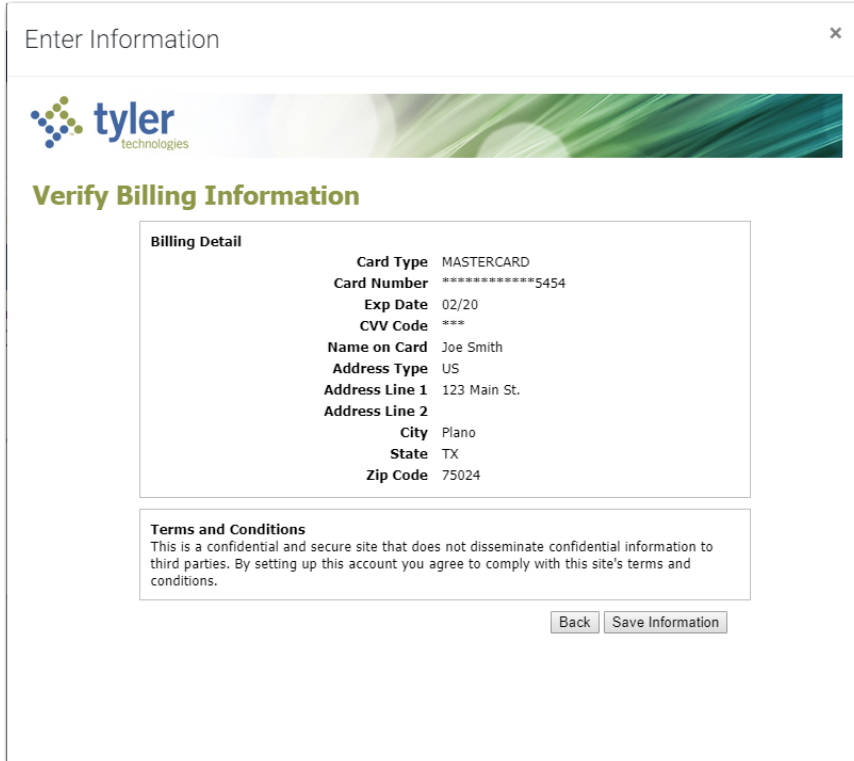 Enter Information ×
tyler
technologies
Verify Billing Information
Billing Detail
Card Type MASTERCARD
Card Number ************5454
Exp Date 02/20
CVV Code ***
Name on Card Joe Smith
Address Type US
Address Line 1 123 Main St.
Address Line 2
City Plano
State TX
Zip Code 75024
Terms and Conditions
This is a confidential and secure site that does not disseminate confidential information to
third parties. By setting up this account you agree to comply with this site's terms and
conditions.
Back Save Information